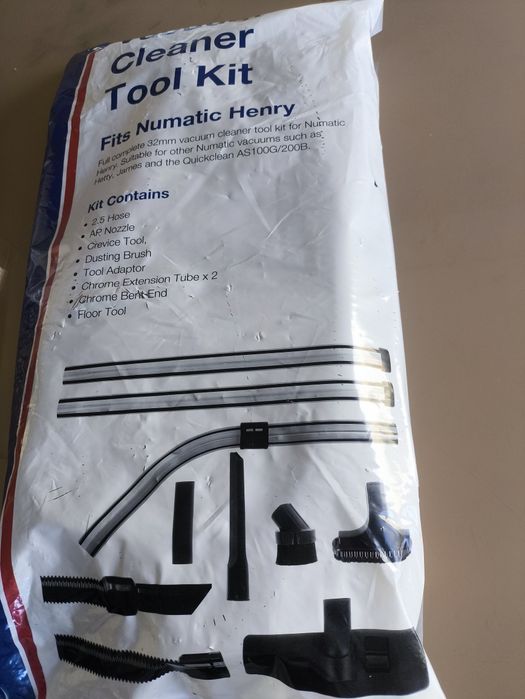 Cleaner
Tool Kit
Fits Numatic Henry
Full complete 32mm vacuum cleaner tool kit for Numatic
Henry. Suitable for other Numatic vacuums such as
Hetty, James and the Quickclean AS100G/200B.
Kit Contains
• 2.5 Hose
• AP Nozzle
• Crevice Tool,
• Dusting Brush
• Tool Adaptor
• Chrome Extension Tube x 2
• Chrome Bent End
• Floor Tool